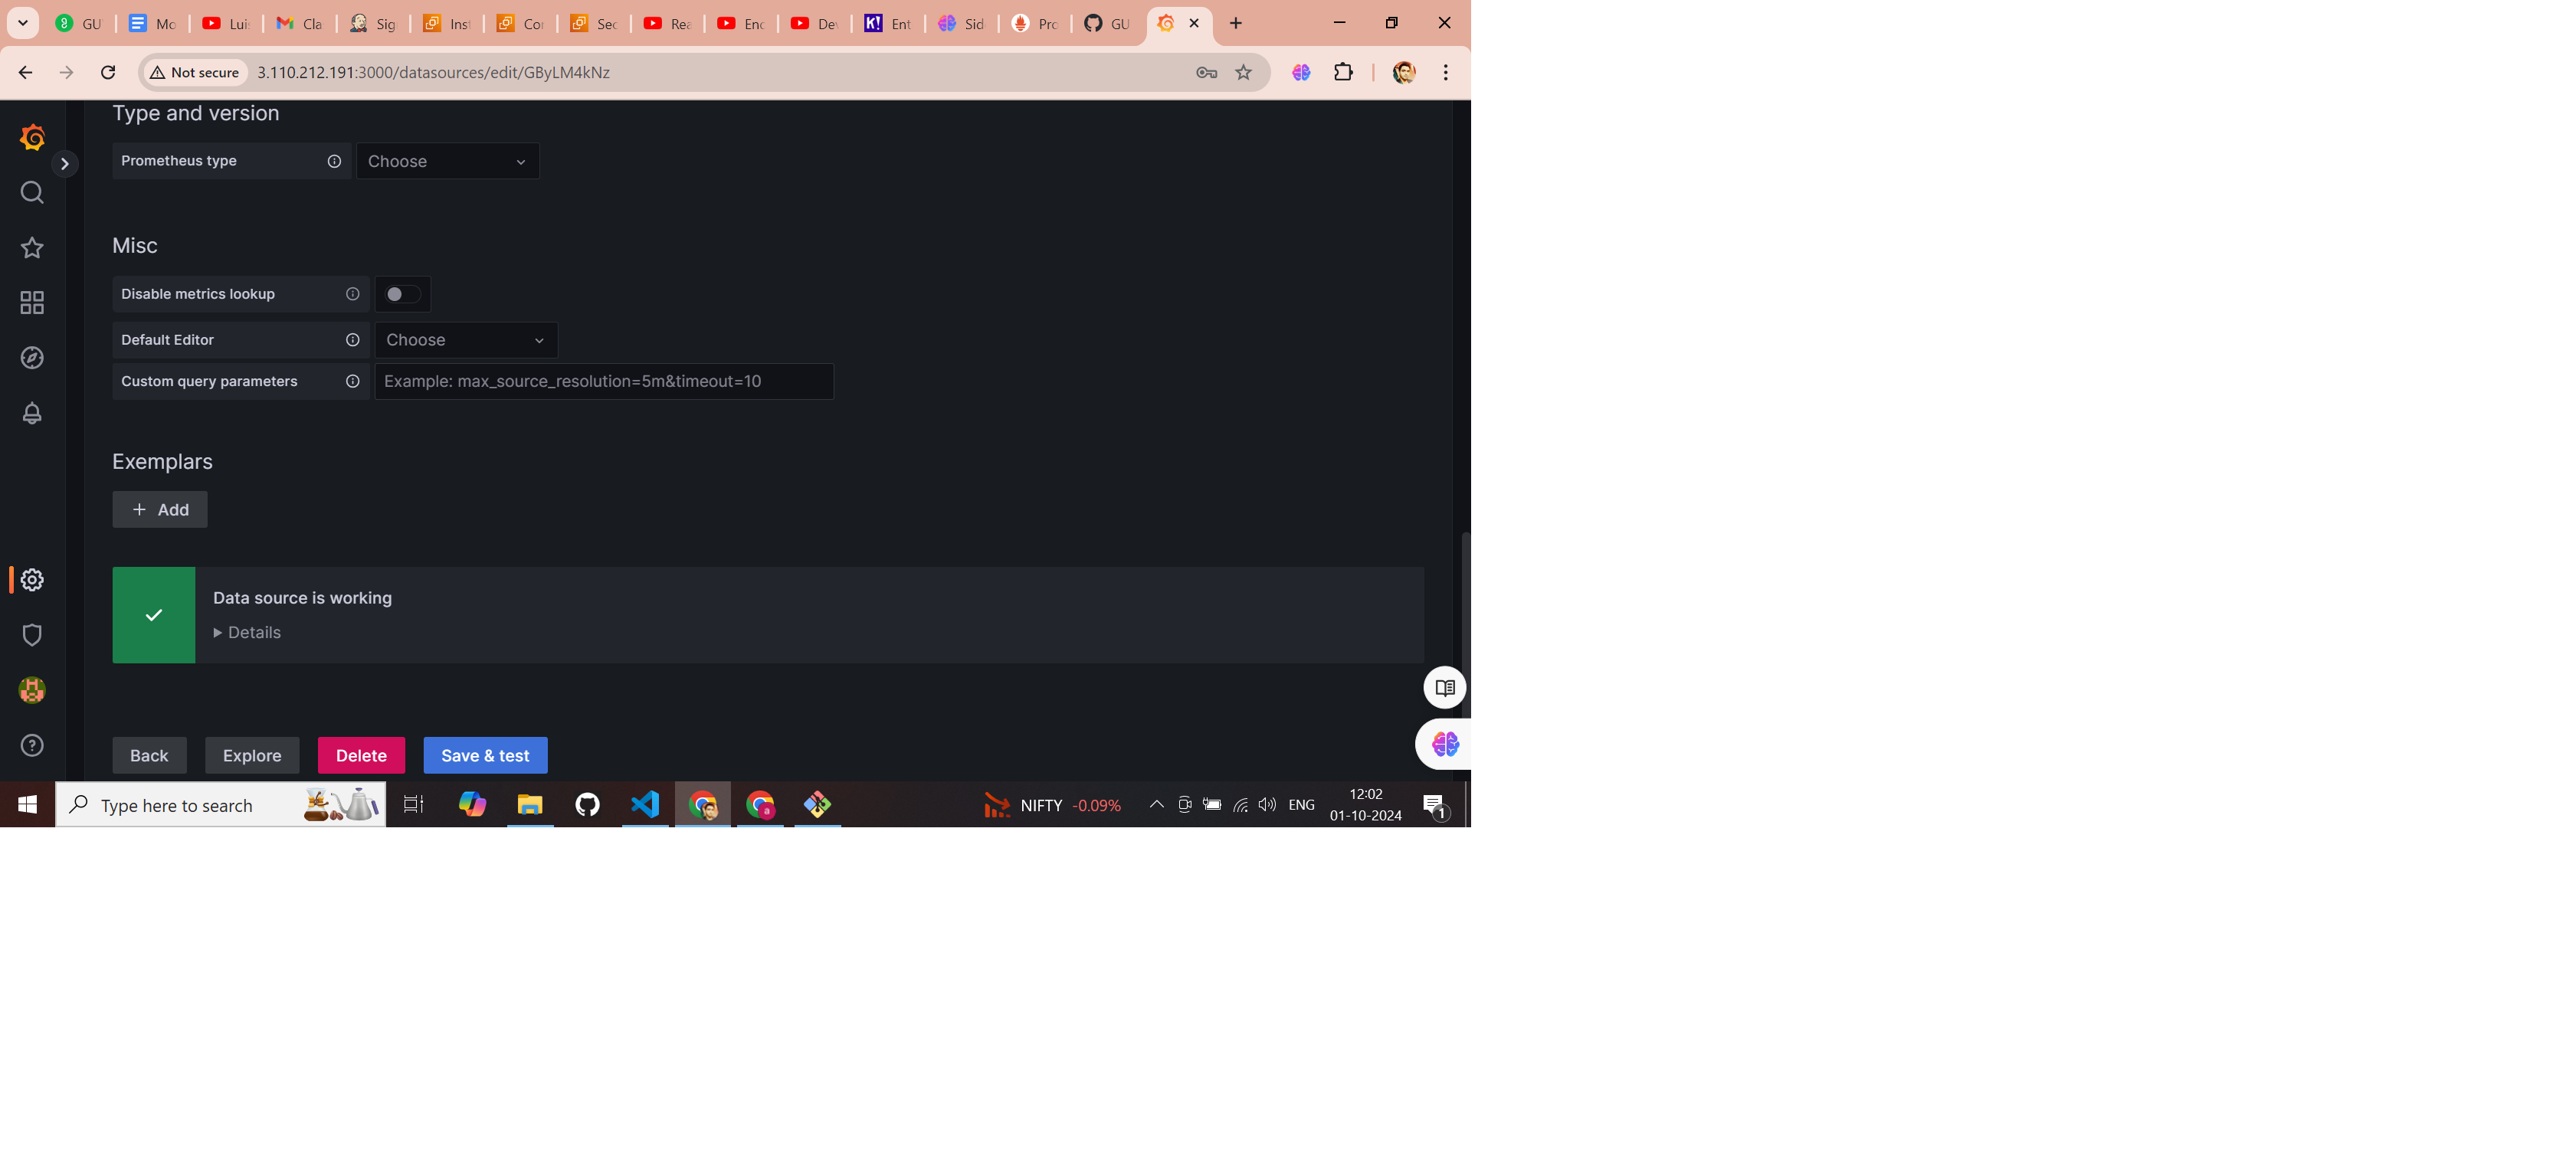 GU
Mo
Lui
Cla
Sig
Inst
Cor
Sec
Rea
Enc
Dev
Ent
Sid
Pro
GU
Not secure 3.110.212.191:3000/datasources/edit/GByLM4kNz
Type and version
Prometheus type Choose
Misc
Disable metrics lookup
Default Editor Choose
Custom query parameters Example: max_source_resolution=5m&timeout=10
Exemplars
+ Add
Data source is working
Details
Back Explore Delete Save & test
Type here to search
NIFTY -0.09%
ENG
12:02
01-10-2024
1